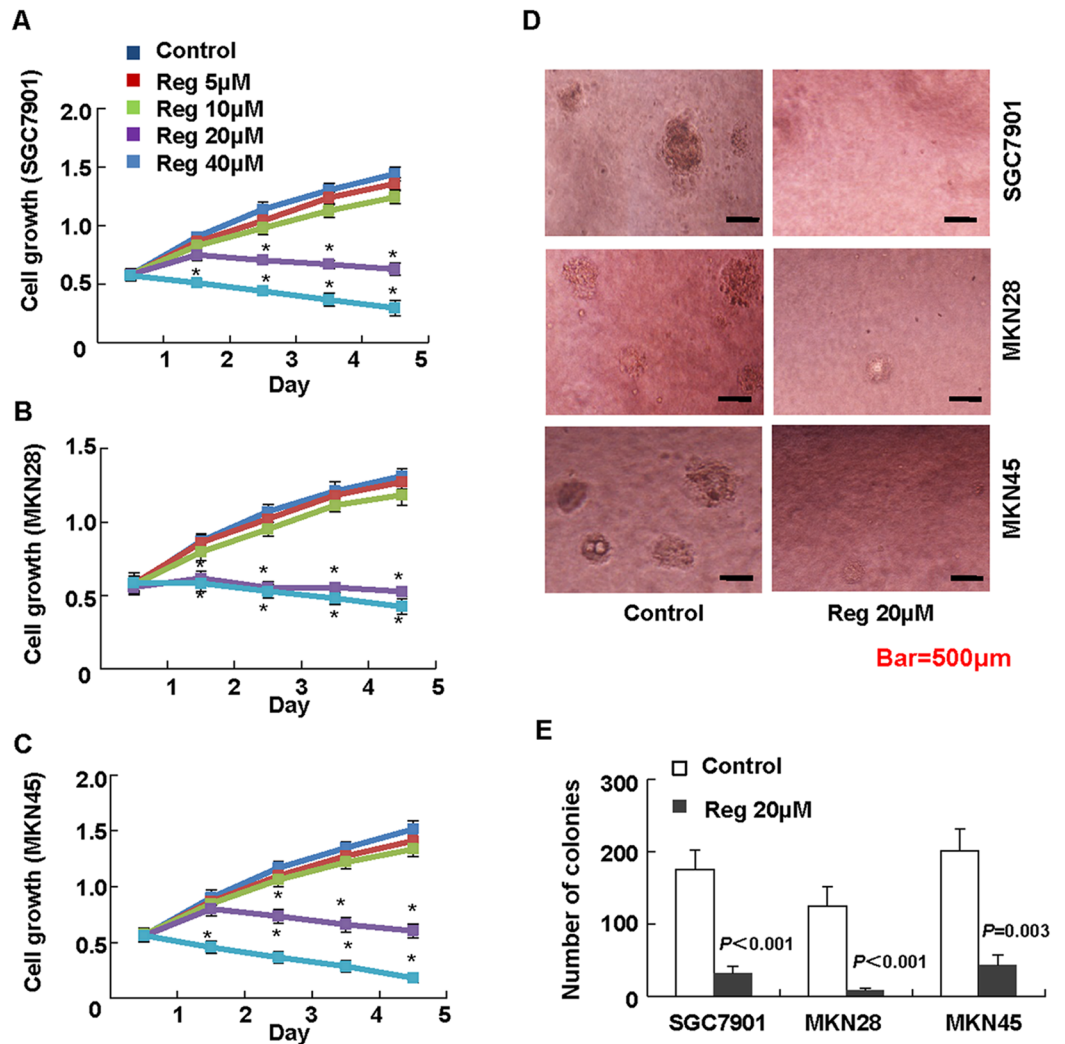 A
Control
Reg 5µM
Reg 10µM
Reg 20µM
Reg 40µM
Cell growth (SGC7901)
2.0
1.5
1.0
0.5
0
1 2 3 4 5
Day
*
*
*
*
*
*
*
B
Cell growth (MKN28)
1.5
1.0
0.5
0
1 2 3 4 5
Day
*
*
*
*
*
*
*
*
C
Cell growth (MKN45)
2.0
1.5
1.0
0.5
0
1 2 3 4 5
Day
*
*
*
*
*
*
*
D
SGC7901
MKN28
MKN45
Control Reg 20µM
Bar=500µm
E
Control
Reg 20µM
Number of colonies
300
200
100
0
P<0.001
P<0.001
P=0.003
SGC7901 MKN28 MKN45